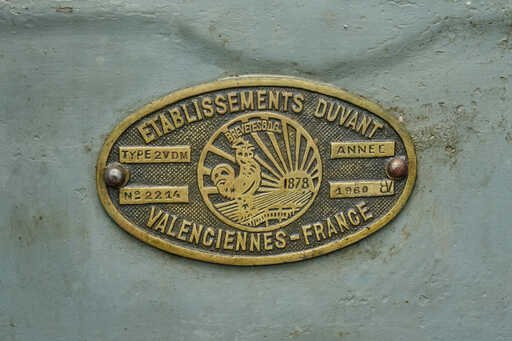 ETABLISSEMENTS DUVANT
BREVETES S.D.G.
TYPE 2VDM
ANNEE
1878
No 2214
1960
VALENCIENNES-FRANCE